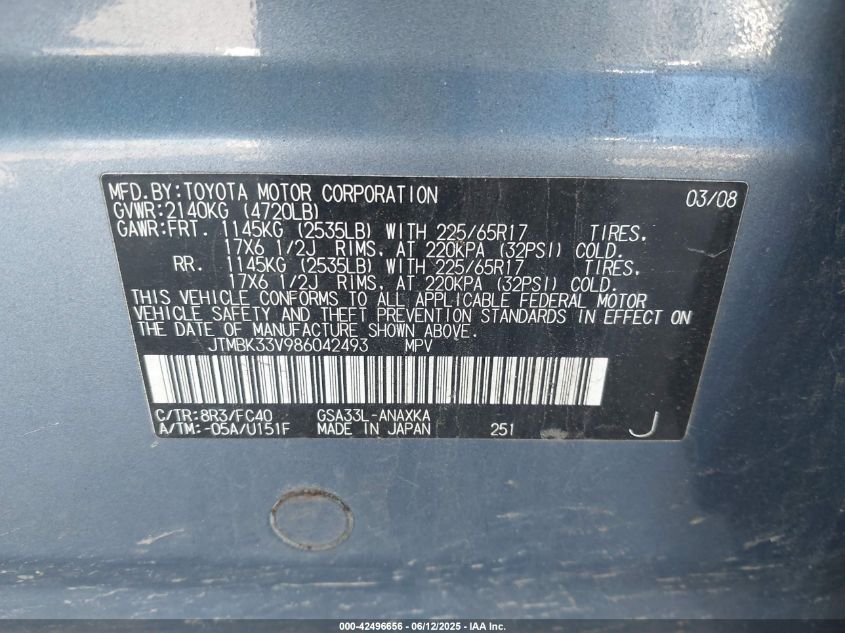 MFD.BY:TOYOTA MOTOR CORPORATION 03/08
GVWR:2140KG (4720LB)
GAWR:FRT. 1145KG (2535LB) WITH 225/65R17 TIRES,
17X6 1/2J RIMS, AT 220KPA (32PSI) COLD.
RR. 1145KG (2535LB) WITH 225/65R17 TIRES,
17X6 1/2J RIMS, AT 220KPA (32PSI) COLD.
THIS VEHICLE CONFORMS TO ALL APPLICABLE FEDERAL MOTOR
VEHICLE SAFETY AND THEFT PREVENTION STANDARDS IN EFFECT ON
THE DATE OF MANUFACTURE SHOWN ABOVE.
JTMBK33V986042493 MPV
C/TR:8R3/FC40 GSA33L-ANAXKA
A/TM:-05A/U151F MADE IN JAPAN 251 J
000-42496656 - 06/12/2025 - IAA Inc.